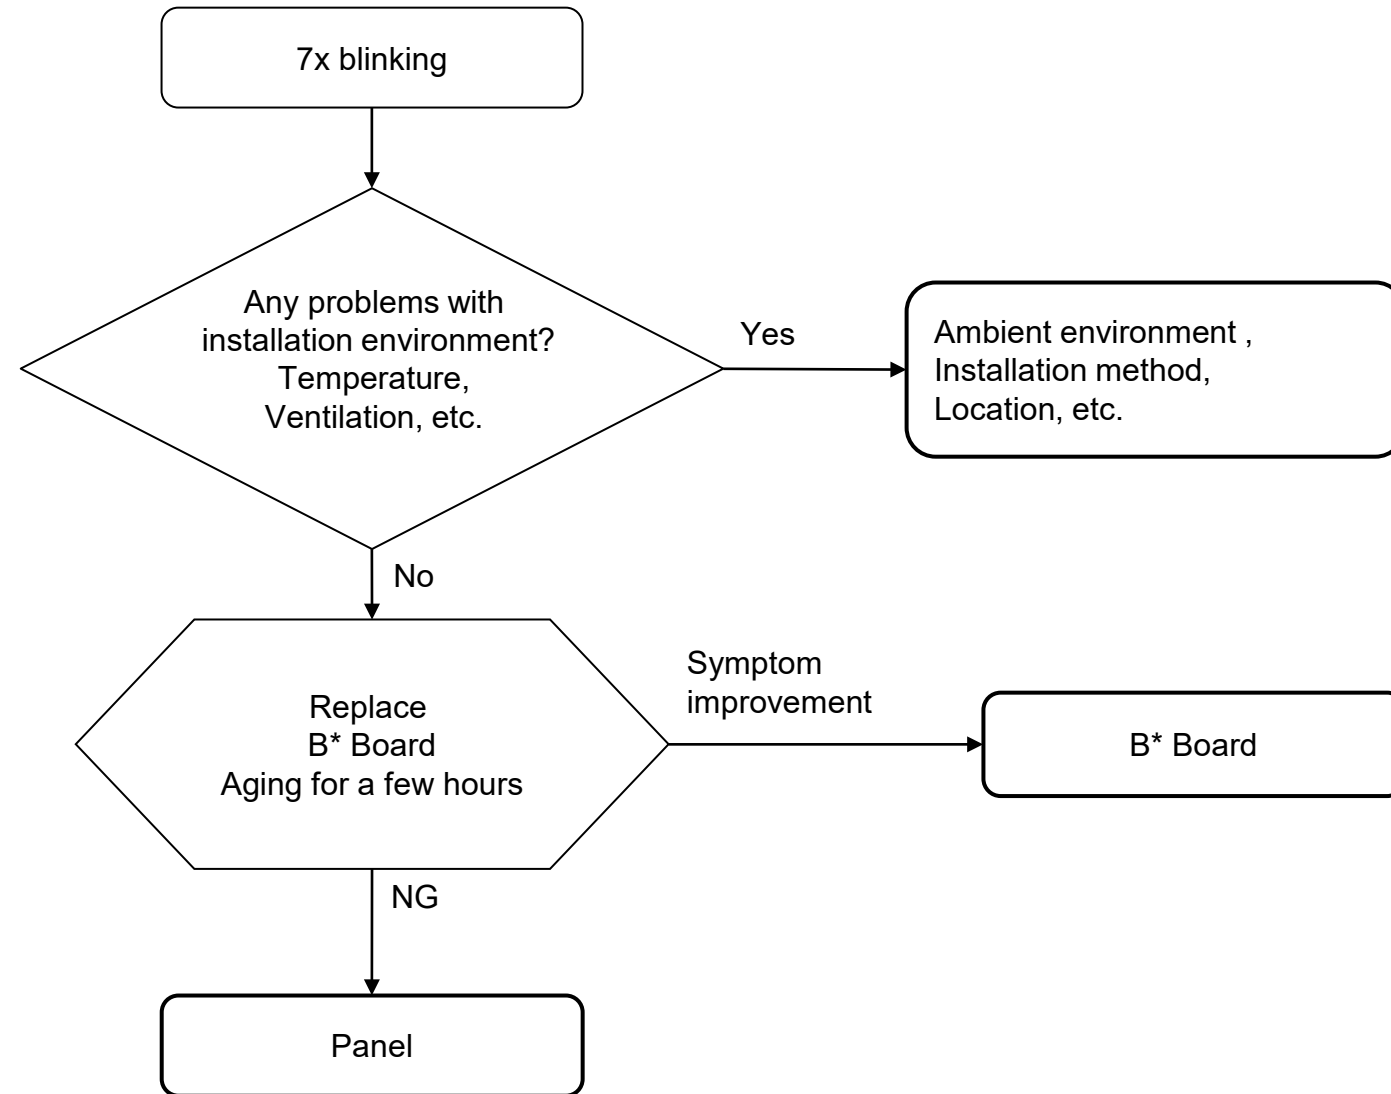 7x blinking
Any problems with
installation environment?
Temperature,
Ventilation, etc.
Yes
Ambient environment ,
Installation method,
Location, etc.
No
Replace
B* Board
Aging for a few hours
Symptom
improvement
B* Board
NG
Panel